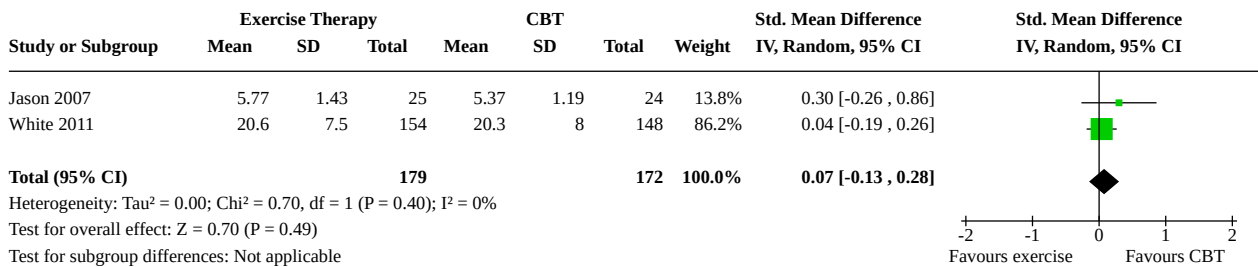 Exercise Therapy CBT Std. Mean Difference Std. Mean Difference
Study or Subgroup Mean SD Total Mean SD Total Weight IV, Random, 95% CI IV, Random, 95% CI
Jason 2007 5.77 1.43 25 5.37 1.19 24 13.8% 0.30 [-0.26 , 0.86]
White 2011 20.6 7.5 154 20.3 8 148 86.2% 0.04 [-0.19 , 0.26]
Total (95% CI) 179 172 100.0% 0.07 [-0.13 , 0.28]
Heterogeneity: Tau² = 0.00; Chi² = 0.70, df = 1 (P = 0.40); I² = 0%
Test for overall effect: Z = 0.70 (P = 0.49)
-2 -1 0 1 2
Test for subgroup differences: Not applicable Favours exercise Favours CBT